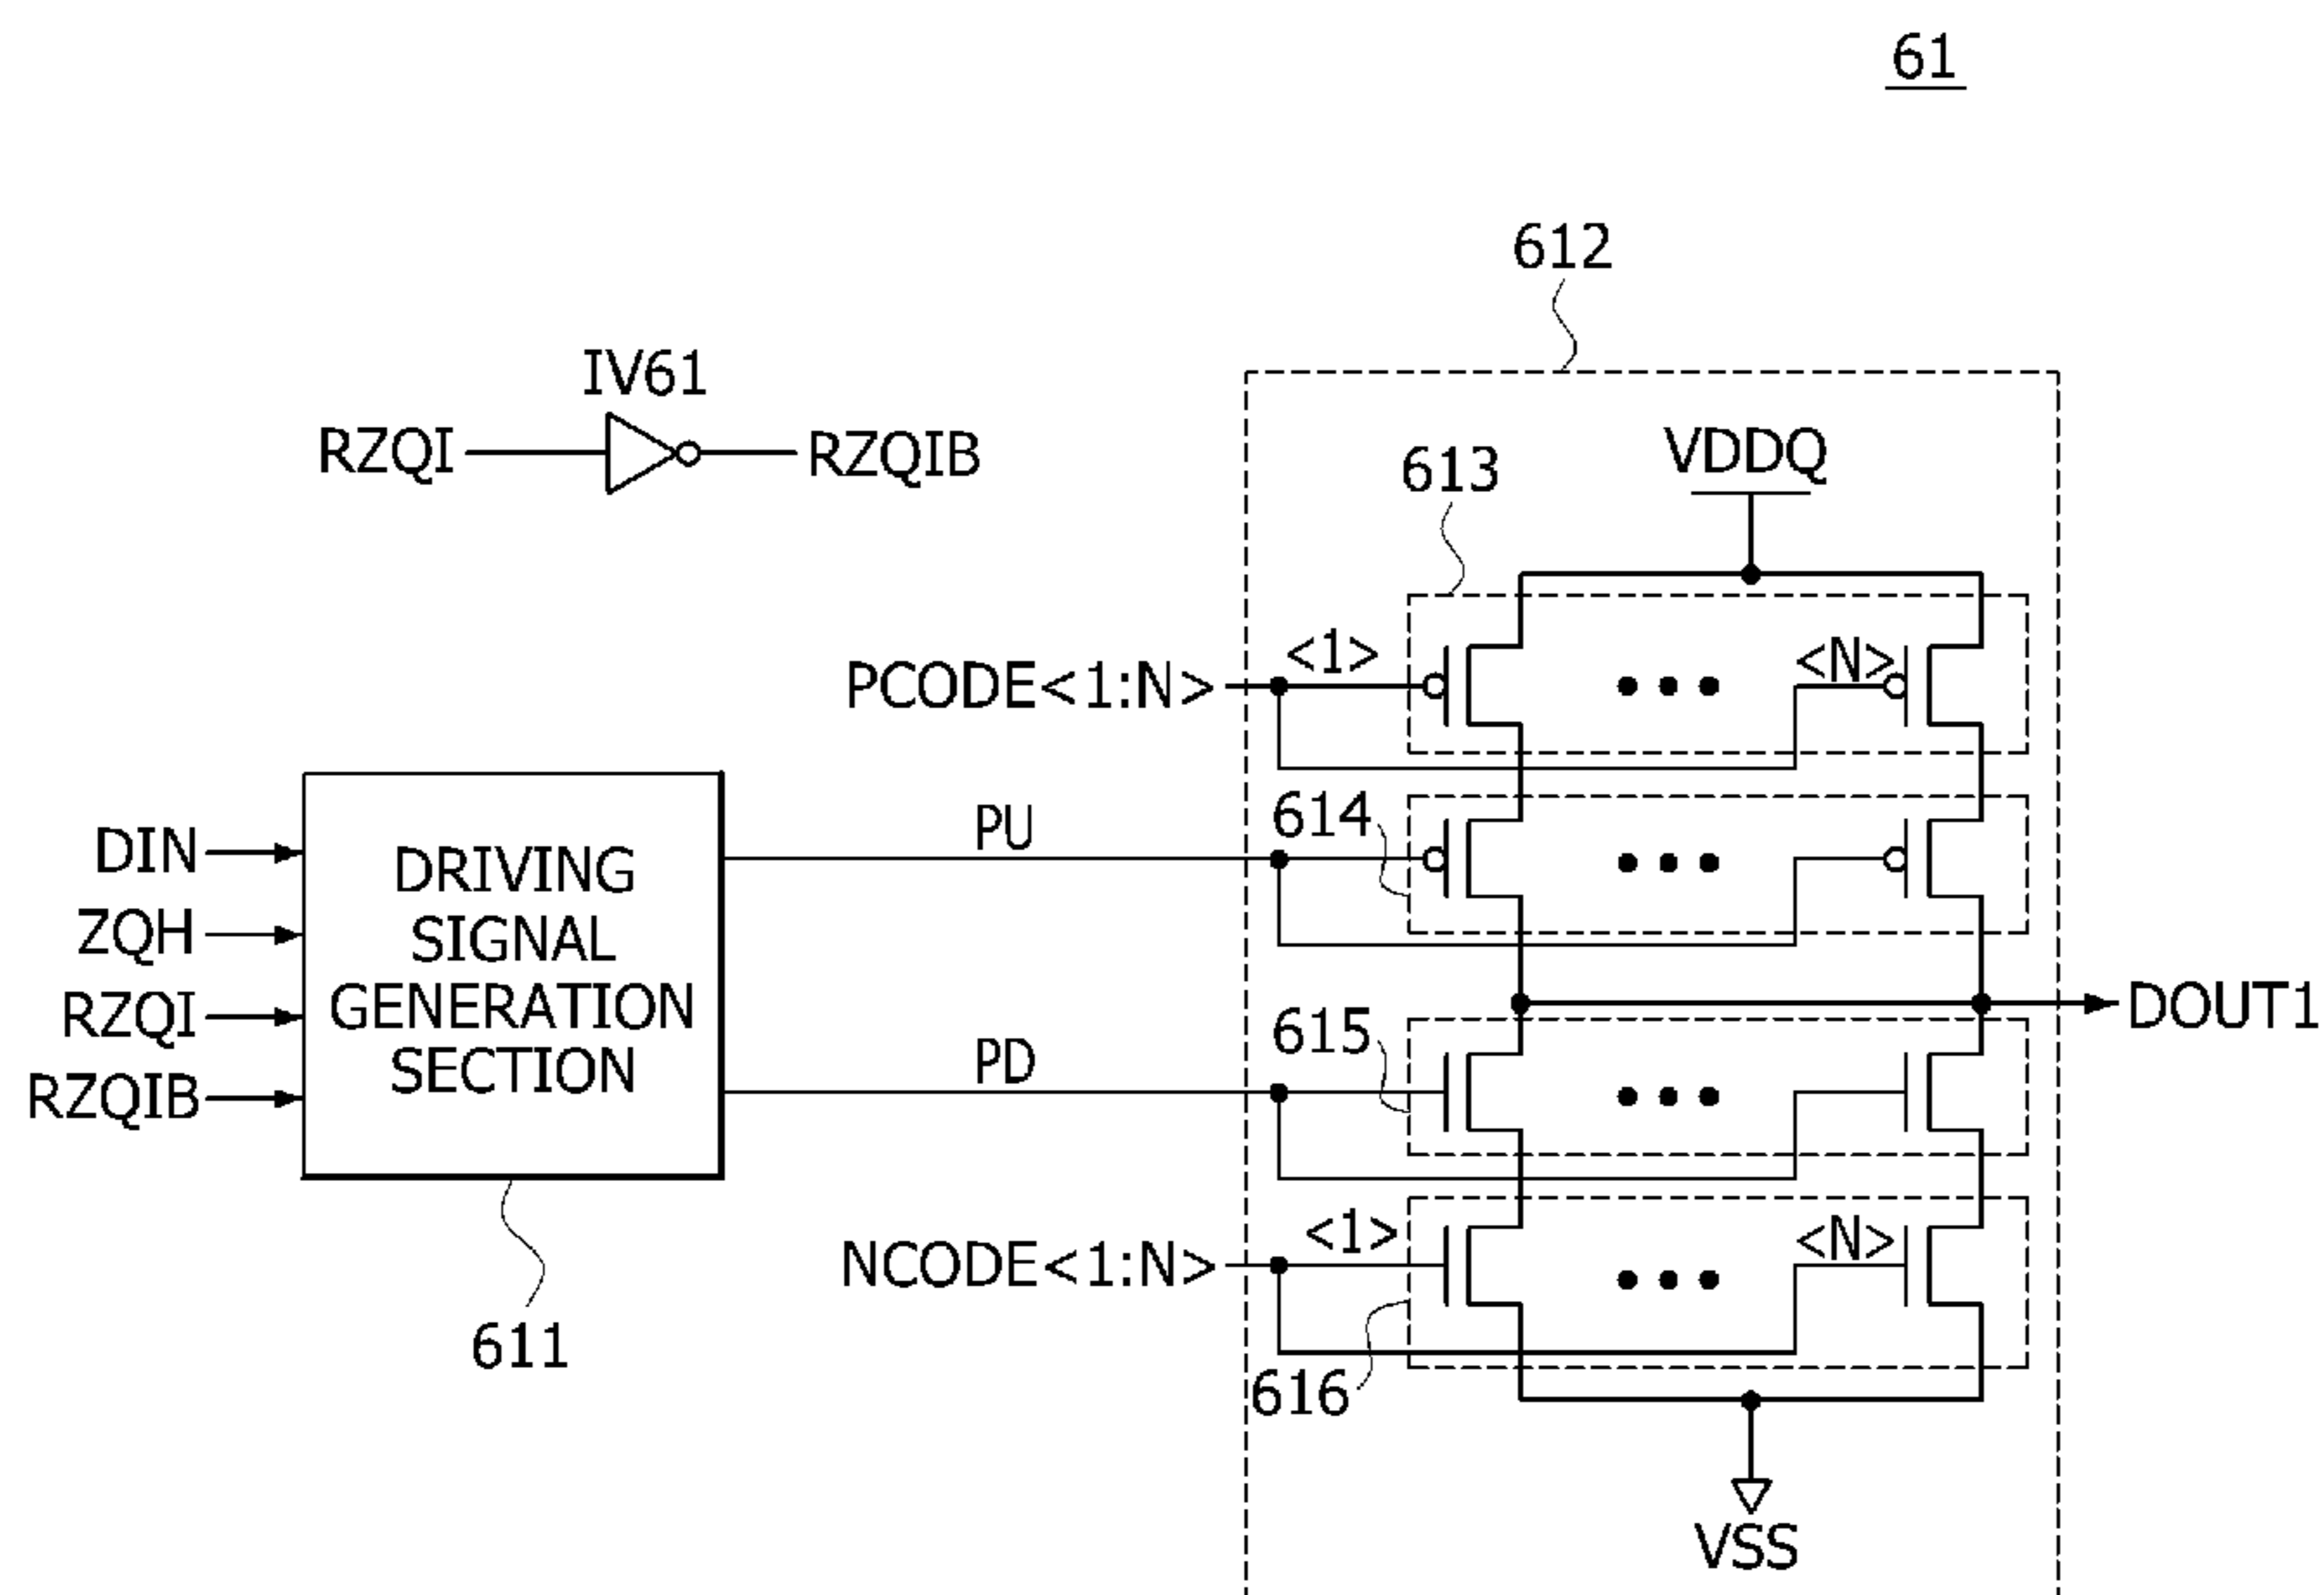 61
612
IV61
RZQI
RZQIB
613
VDDQ
PCODE<1:N>
<1>
<N>
614
PU
DIN
ZQH
RZQI
RZQIB
DRIVING
SIGNAL
GENERATION
SECTION
DOUT1
615
PD
NCODE<1:N>
<1>
<N>
611
616
VSS